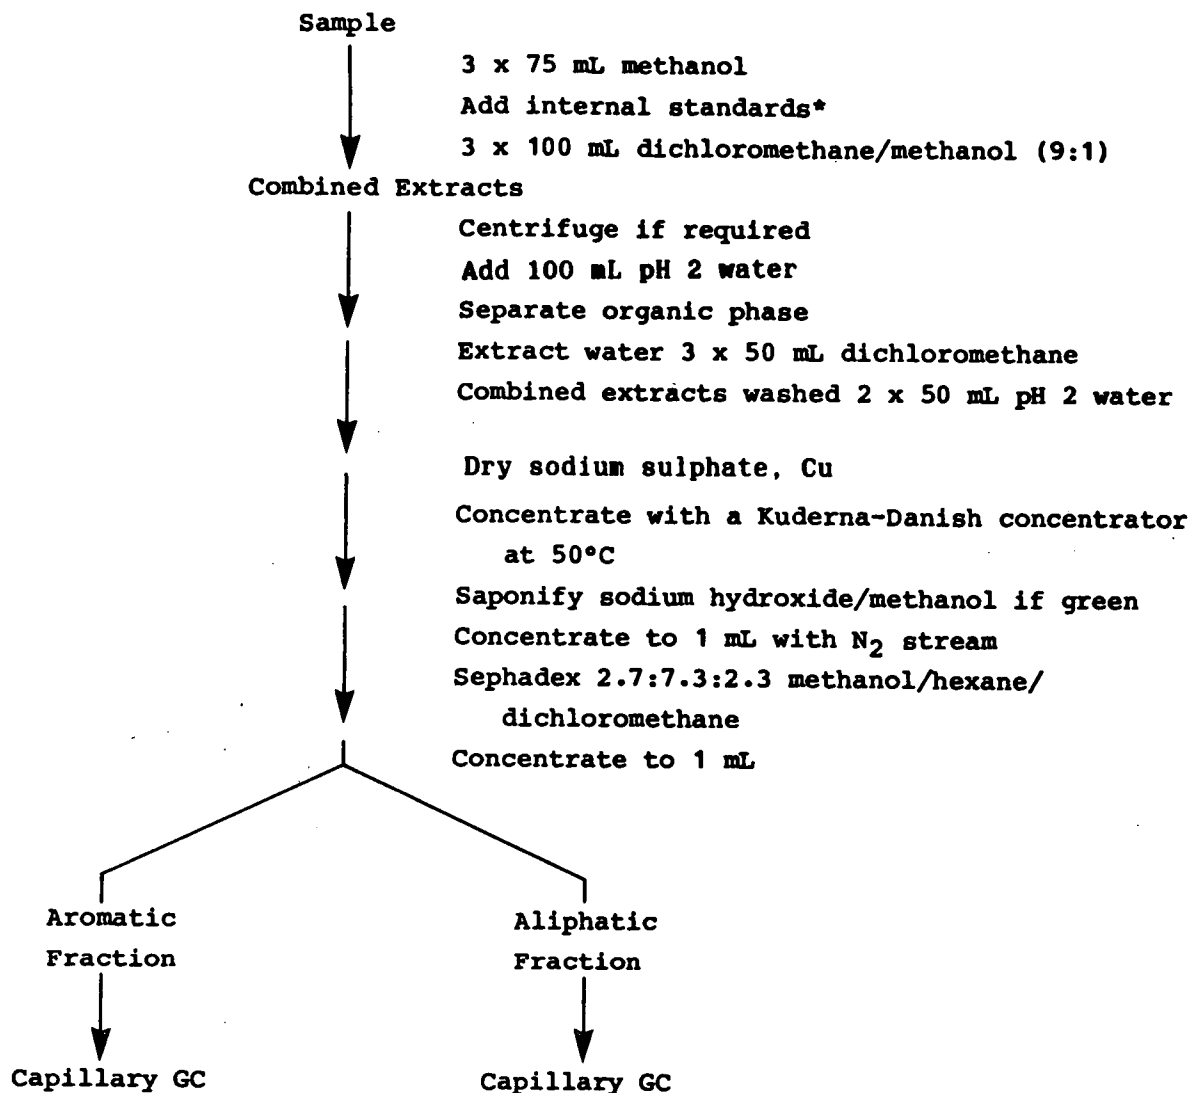 Sample
3 x 75 mL methanol
Add internal standards*
3 x 100 mL dichloromethane/methanol (9:1)
Combined Extracts
Centrifuge if required
Add 100 mL pH 2 water
Separate organic phase
Extract water 3 x 50 mL dichloromethane
Combined extracts washed 2 x 50 mL pH 2 water
Dry sodium sulphate, Cu
Concentrate with a Kuderna-Danish concentrator
at 50°C
Saponify sodium hydroxide/methanol if green
Concentrate to 1 mL with N2 stream
Sephadex 2.7:7.3:2.3 methanol/hexane/
dichloromethane
Concentrate to 1 mL
Aromatic
Fraction
Aliphatic
Fraction
Capillary GC
Capillary GC